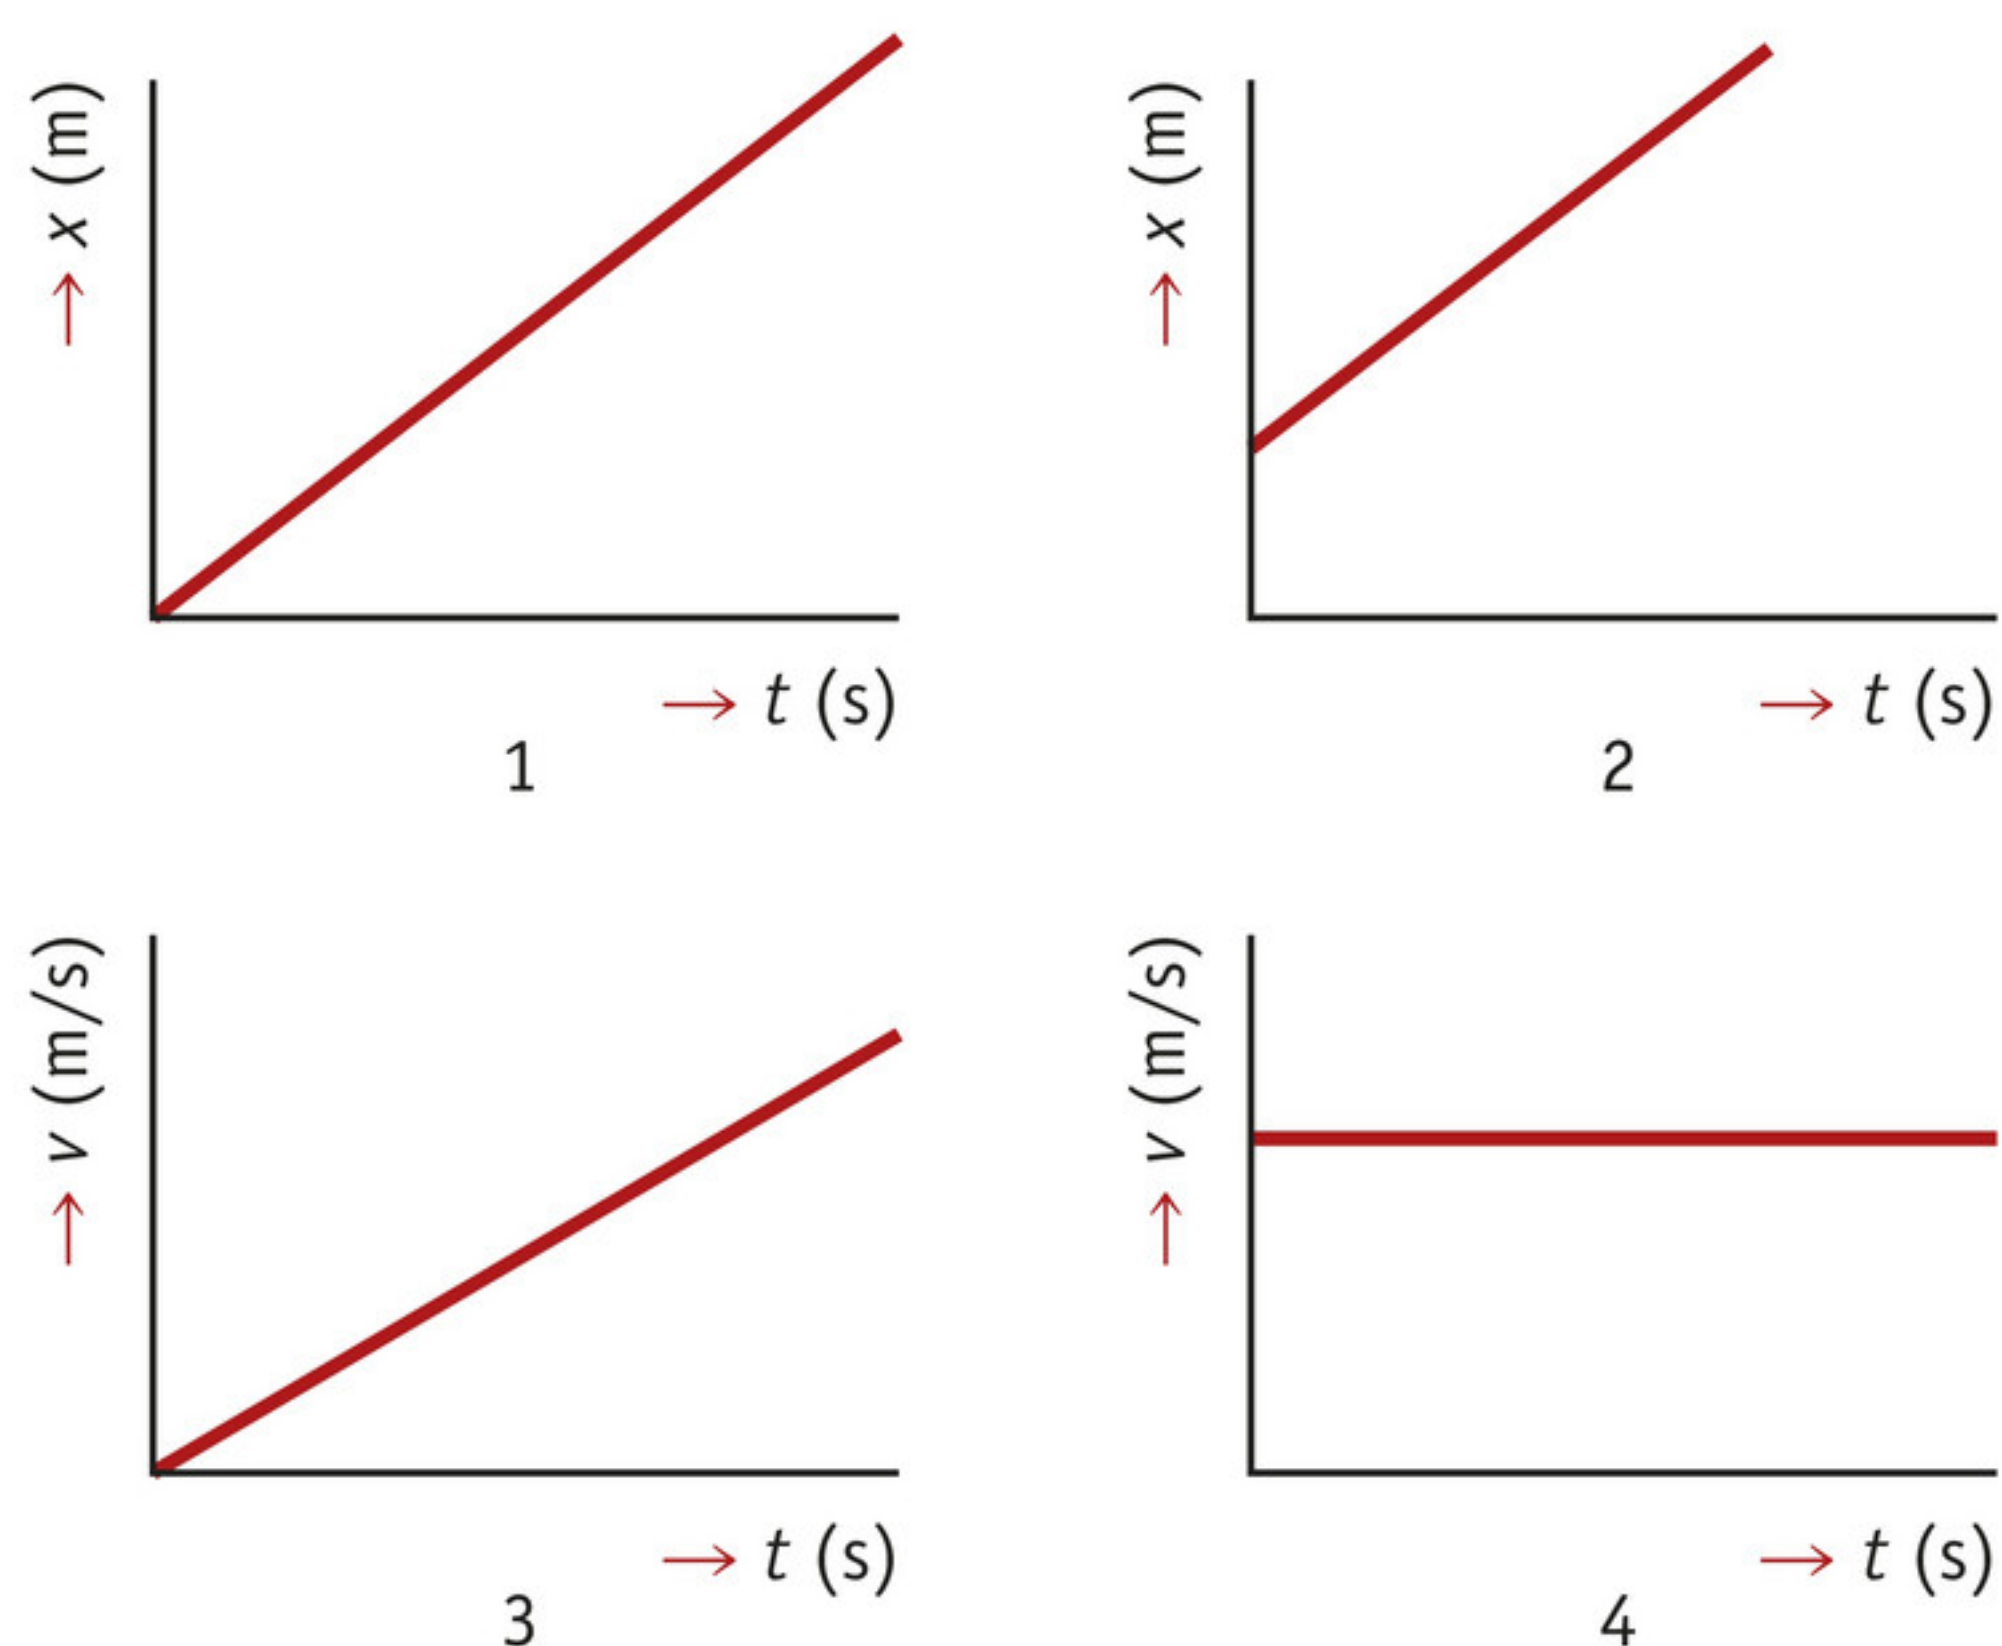 → x (m)
→ t (s)
1
→ x (m)
→ t (s)
2
→ v (m/s)
→ t (s)
3
→ v (m/s)
→ t (s)
4